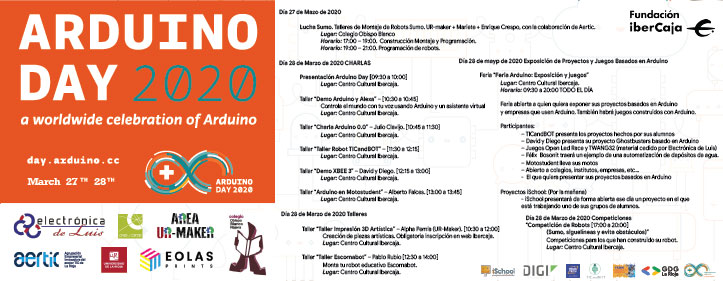 ARDUINO
DAY 2020
a worldwide celebration of Arduino
day.arduino.cc
March 27TH 28TH
ARDUINO
DAY 2020
electrónica
de Luis
AREA
UR-MAKER
aertic
UNIVERSIDAD
DE LA RIOJA
EOLAS
PRINTS
Día 27 de Mazo de 2020
Lucha Sumo. Talleres de Montaje de Robots Sumo. UR-maker + Mariete + Enrique Crespo, con la colaboración de Aertic.
Lugar: Colegio Obispo Blanco
Horario: 17:00 – 19:00. Construcción Montaje y Programación.
Horario: 19:00 – 21:00. Programación de robots.
Día 28 de Marzo de 2020 CHARLAS
Presentación Arduino Day [09:30 a 10:00]
Lugar: Centro Cultural Ibercaja.
Taller "Demo Arduino y Alexa" – [10:30 a 10:45]
Controle el mundo con tu voz usando Arduino y un asistente virtual
Lugar: Centro Cultural Ibercaja.
Taller "Charla Arduino 0.0" – Julio Clavijo. [10:45 a 11:30]
Lugar: Centro Cultural Ibercaja.
Taller "Taller Robot TICandBOT" – [11:30 a 12:15]
Lugar: Centro Cultural Ibercaja.
Taller "Demo XBEE 3" – David y Diego. [12:15 a 13:00]
Lugar: Centro Cultural Ibercaja.
Taller "Arduino en Motostudent" – Alberto Falces. [13:00 a 13:45]
Lugar: Centro Cultural Ibercaja.
Día 28 de Marzo de 2020 Talleres
Taller "Taller Impresión 3D Artística" – Alpha Pernía (UR-Maker). [10:30 a 12:00]
Creación de piezas artísticas. Obligatoria inscripción en web Ibercaja.
Lugar: Centro Cultural Ibercaja.
Taller "Taller Escornabot" – Pablo Rubio [12:30 a 14:00]
Monta tu robot educativo Escornabot.
Lugar: Centro Cultural Ibercaja.
Fundación
iberCaja
Día 28 de mayo de 2020 Exposición de Proyectos y Juegos Basados en Arduino
Feria "Feria Arduino: Exposición y juegos"
Lugar: Centro Cultural Ibercaja.
Horario: 09:30 a 20:00 TODO EL DÍA
Feria abierta a quien quiera exponer sus proyectos basados en Arduino
y empresas que usen Arduino. También habrá juegos construidos con Arduino.
Participantes:
– TICandBOT presenta los proyectos hechos por sus alumnos
– David y Diego presenta su proyecto Ghostbusters basado en Arduino
– Juegos Open Led Race y TWANG32 (material cedido por Electrónica de Luis)
– Félix Bosonit traerá un ejemplo de una automatización de depósitos de agua.
– Motostudent lleva sus motos
– Abierto a colegios, institutos, empresas, etc...
– El que quiera presentar sus proyectos basados en Arduino
Proyectos iSchool: (Por la mañana)
– iSchool presentará de forma abierta ese día un proyecto en el que
está trabajando uno de sus grupos de alumnos.
Día 28 de Marzo de 2020 Competiciones
"Competición de Robots [17:00 a 20:00]
(Sumo, siguelineas y evita obstáculos)"
Competiciones para los que han construido su robot.
Lugar: Centro Cultural Ibercaja.
iSchool
DIGI
GDG
La Rioja